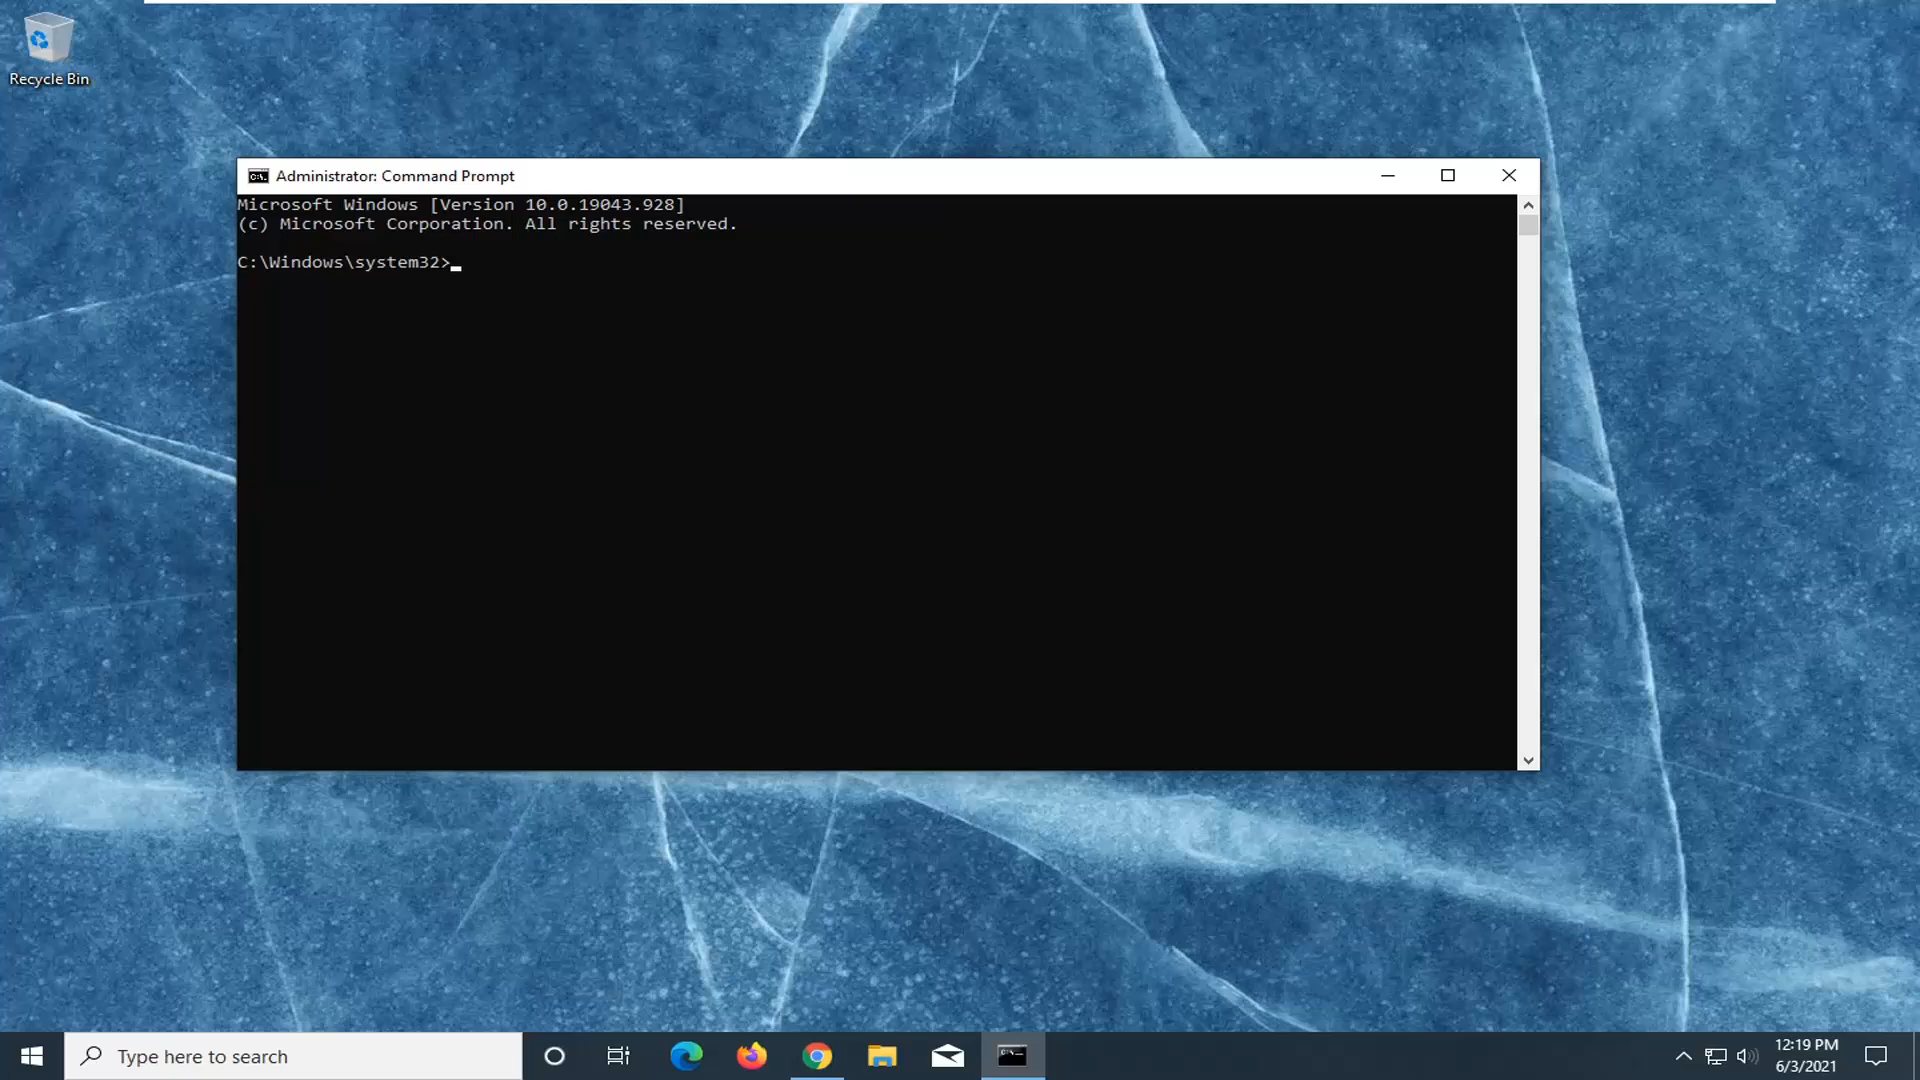 Recycle Bin
Administrator: Command Prompt
Microsoft Windows [Version 10.0.19043.928]
(c) Microsoft Corporation. All rights reserved.
C:\Windows\system32>
Type here to search
12:19 PM
6/3/2021